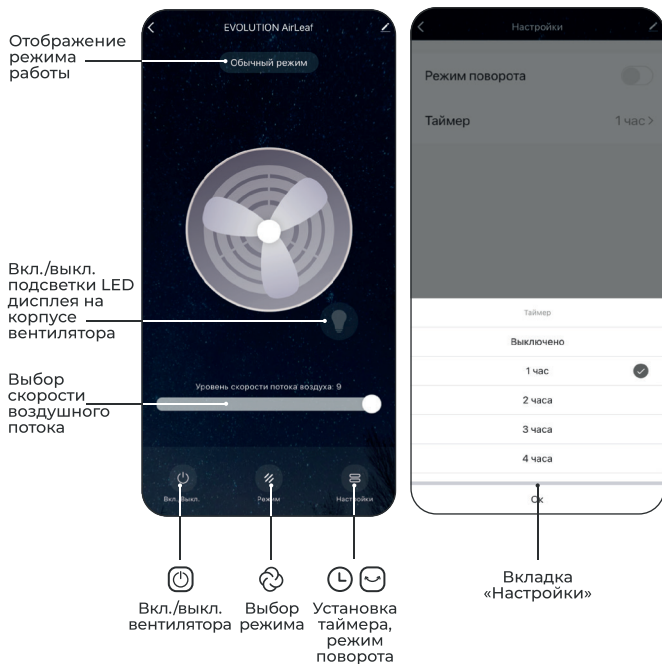 EVOLUTION AirLeaf
Обычный режим
Уровень скорости потока воздуха: 9
Вкл./Выкл.
Режим
Настройки
Настройки
Режим поворота
Таймер
1 час
Таймер
Выключено
1 час
2 часа
3 часа
4 часа
Ок
Отображение
режима
работы
Вкл./выкл.
подсветки LED
дисплея на
корпусе
вентилятора
Выбор
скорости
воздушного
потока
Вкл./выкл.
вентилятора
Выбор
режима
Установка
таймера,
режим
поворота
Вкладка
«Настройки»